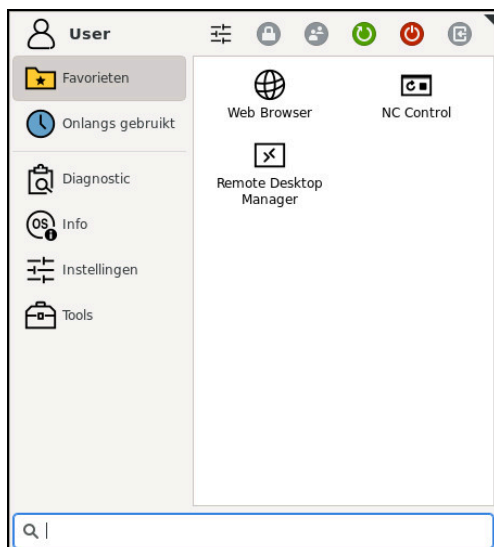 User
Favorieten
Onlangs gebruikt
Diagnostic
Info
Instellingen
Tools
Web Browser
NC Control
Remote Desktop
Manager